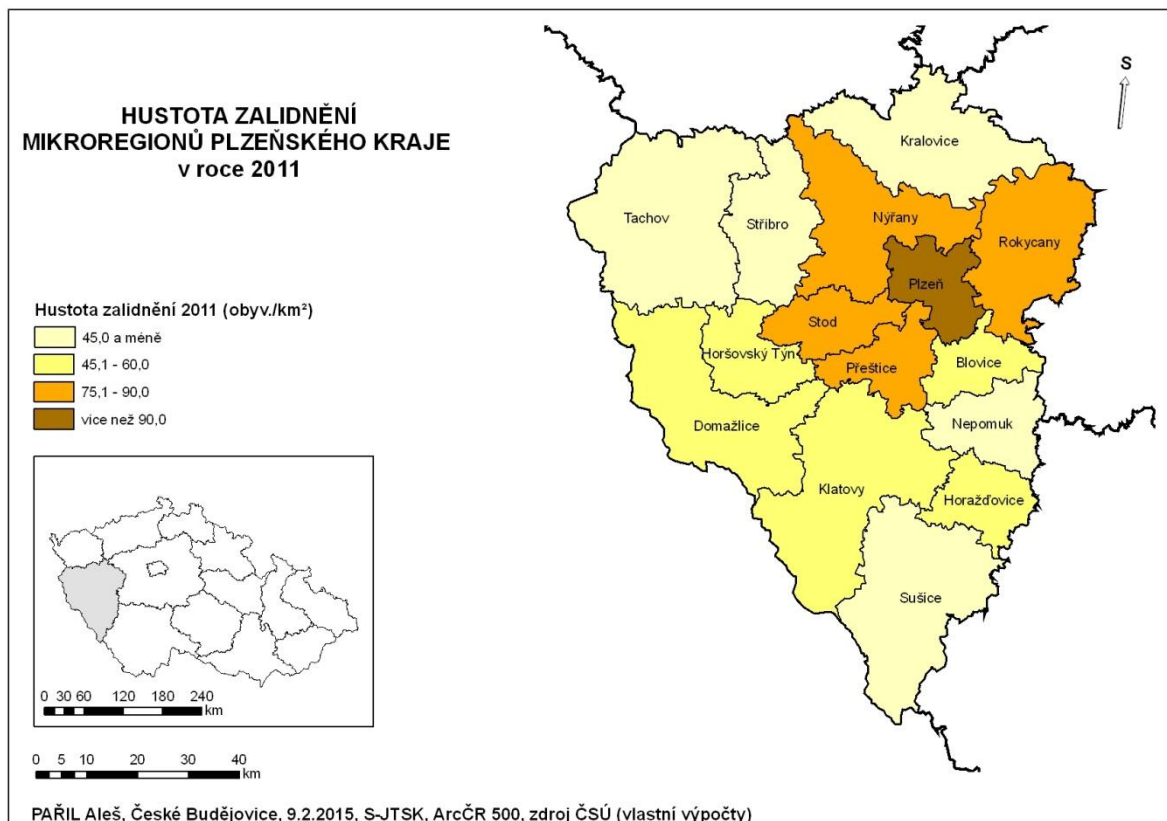 HUSTOTA ZALIDNĚNÍ
MIKROREGIONŮ PLZEŇSKÉHO KRAJE
v roce 2011
S
Kralovice
Tachov
Stříbro
Nýřany
Rokycany
Plzeň
Stod
Horšovský Týn
Přeštice
Blovice
Nepomuk
Domažlice
Klatovy
Horažďovice
Sušice
Hustota zalidnění 2011 (obyv./km²)
45,0 a méně
45,1 - 60,0
75,1 - 90,0
více než 90,0
0 30 60 120 180 240
km
0 5 10 20 30 40
km
PAŘIL Aleš, České Budějovice, 9.2.2015, S-JTSK, ArcČR 500, zdroj ČSÚ (vlastní výpočty)